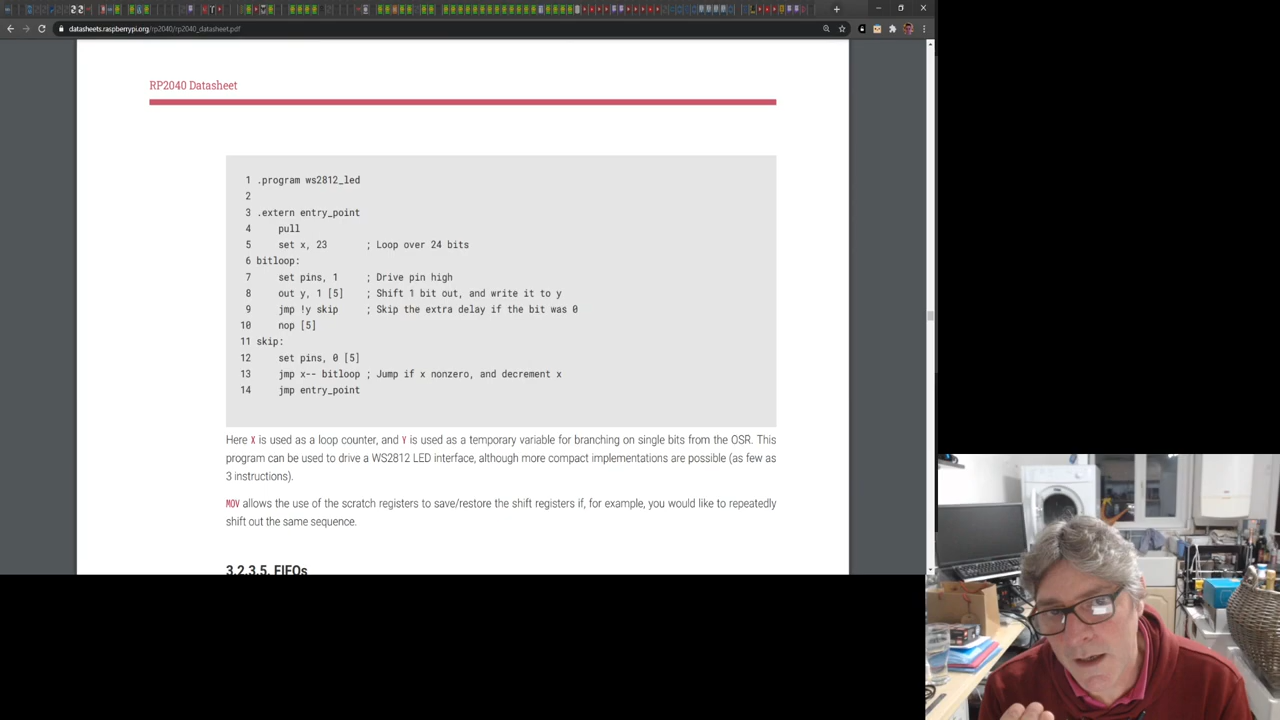 datasheets.raspberrypi.org/rp2040/rp2040_datasheet.pdf
RP2040 Datasheet
1 .program ws2812_led
2
3 .extern entry_point
4 pull
5 set x, 23 ; Loop over 24 bits
6 bitloop:
7 set pins, 1 ; Drive pin high
8 out y, 1 [5] ; Shift 1 bit out, and write it to y
9 jmp !y skip ; Skip the extra delay if the bit was 0
10 nop [5]
11 skip:
12 set pins, 0 [5]
13 jmp x-- bitloop ; Jump if x nonzero, and decrement x
14 jmp entry_point
Here X is used as a loop counter, and Y is used as a temporary variable for branching on single bits from the OSR. This
program can be used to drive a WS2812 LED interface, although more compact implementations are possible (as few as
3 instructions).
MOV allows the use of the scratch registers to save/restore the shift registers if, for example, you would like to repeatedly
shift out the same sequence.
3.2.3.5. FIFOs